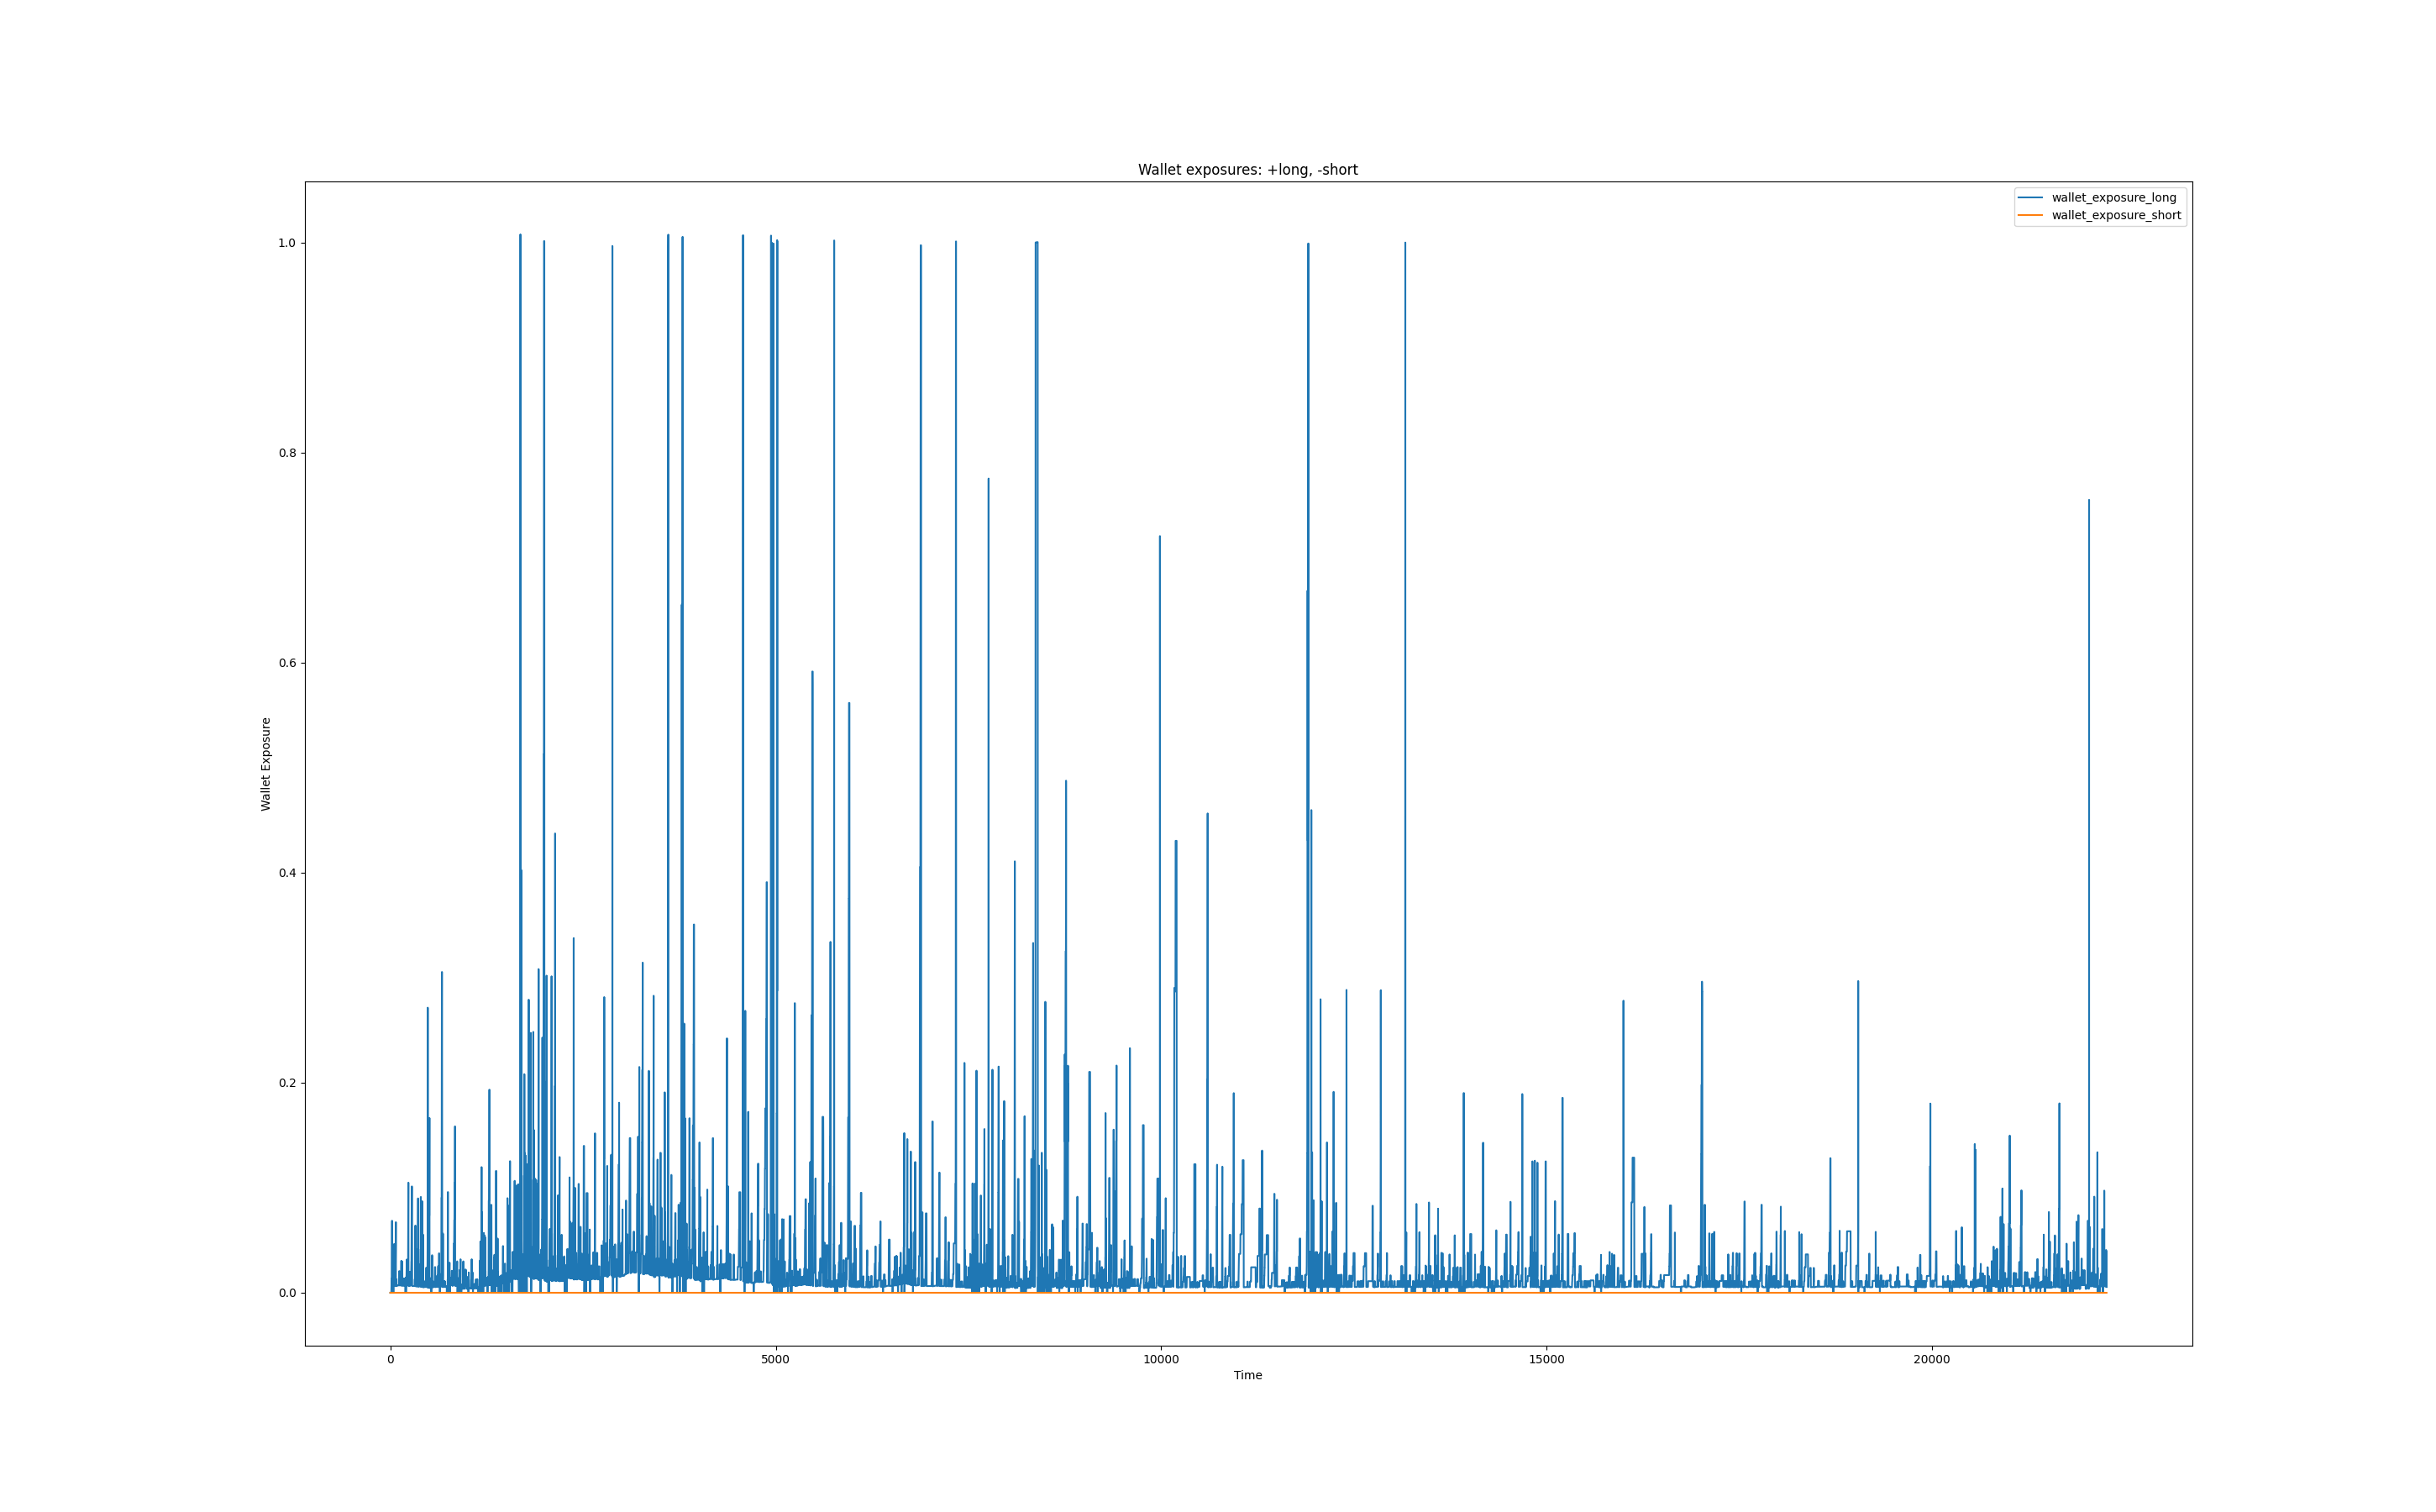 Wallet exposures: +long, -short
wallet_exposure_long
wallet_exposure_short
1.0
0.8
0.6
0.4
0.2
0.0
Wallet Exposure
0 5000 10000 15000 20000
Time